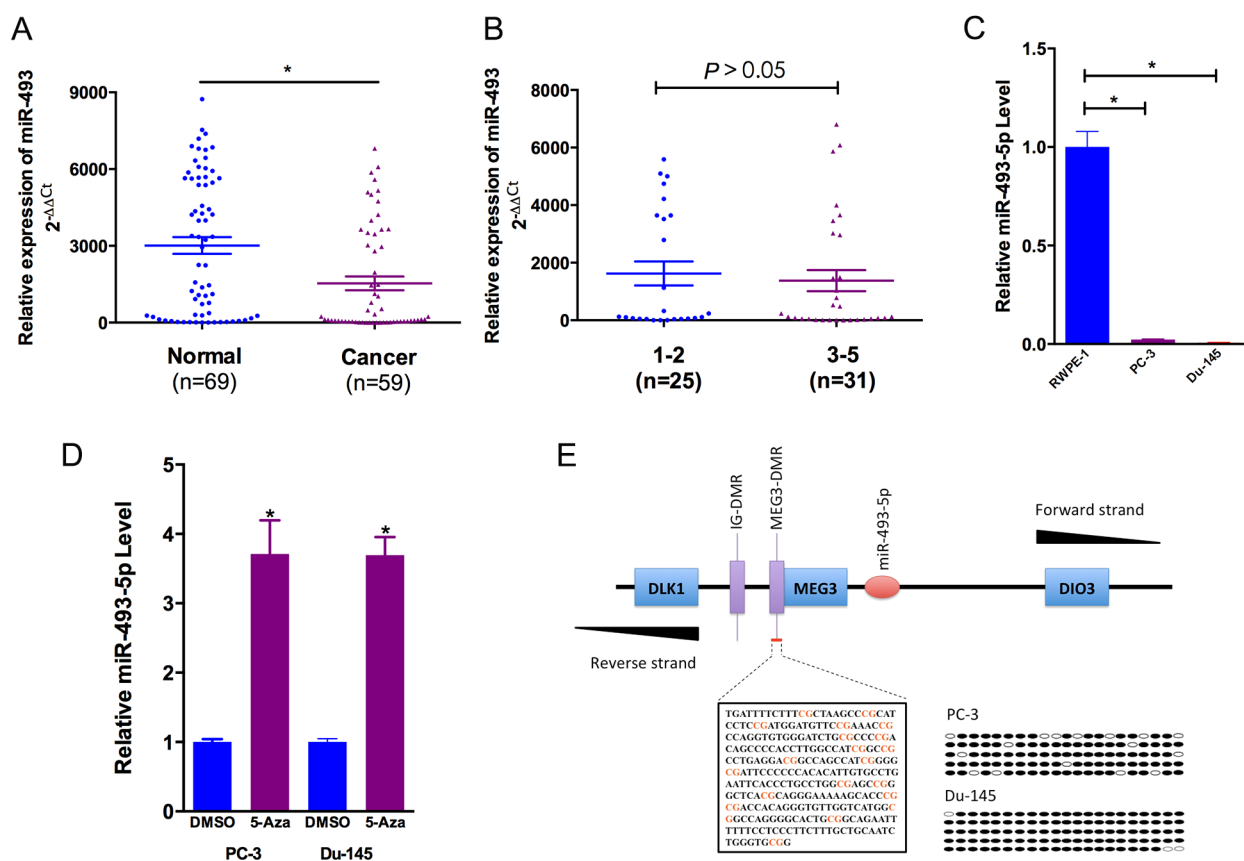 A
Relative expression of miR-493
2-ΔΔCt
9000
6000
3000
0
*
Normal
(n=69)
Cancer
(n=59)
B
Relative expression of miR-493
2-ΔΔCt
8000
6000
4000
2000
0
P > 0.05
1-2
(n=25)
3-5
(n=31)
C
Relative miR-493-5p Level
1.5
1.0
0.5
0.0
*
*
RWPE-1
PC-3
Du-145
D
Relative miR-493-5p Level
5
4
3
2
1
0
*
*
DMSO 5-Aza DMSO 5-Aza
PC-3 Du-145
E
IG-DMR
MEG3-DMR
miR-493-5p
Forward strand
DLK1
MEG3
DIO3
Reverse strand
TGATTTTCTTTCGCTAAGCCCGCAT
CCTCCGATGGATGTTCCGAAACCG
CCAGGTGTGGGATCTGCGCCCCGA
CAGCCCCACCTTGGCCATCGGCCG
CCTGAGGACGGCCAGCCATCGGGG
CGATTCCCCCCACACATTGTGCCTG
AATTCACCCTGCCTGGCGAGCCGG
GCTCACGCAGGGAAAAAGCACCCG
CGACCACAGGGTGTTGGTCATGGC
GGCCAGGGGCACTGCGGCAGAATT
TTTTCCTCCCTTCTTTGCTGCAATC
TGGGTGCGG
PC-3
Du-145